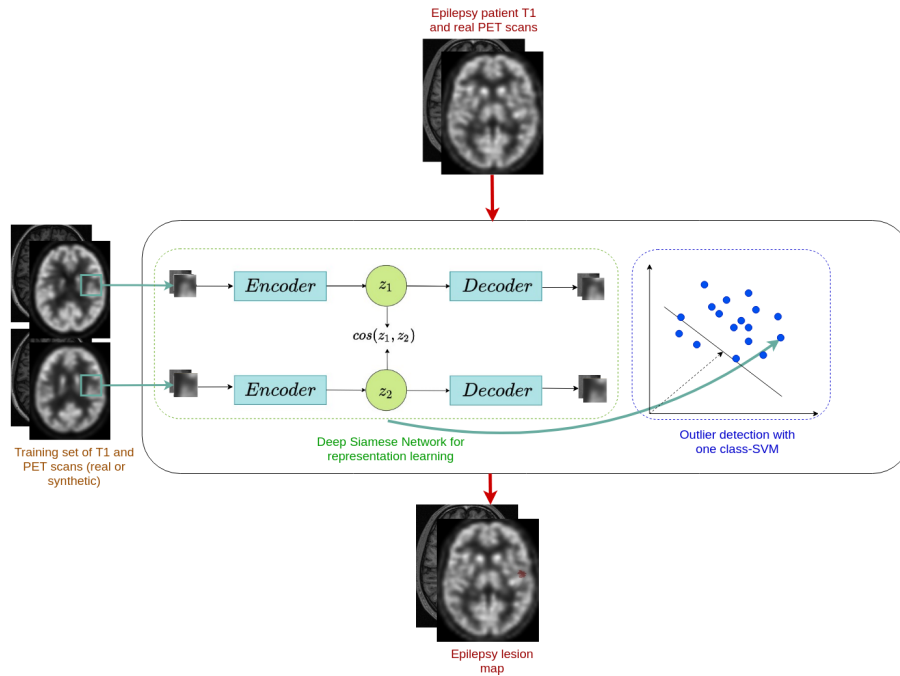 Epilepsy patient T1
and real PET scans
Encoder
z1
Decoder
cos(z1, z2)
Encoder
z2
Decoder
Deep Siamese Network for
representation learning
Outlier detection with
one class-SVM
Training set of T1 and
PET scans (real or
synthetic)
Epilepsy lesion
map